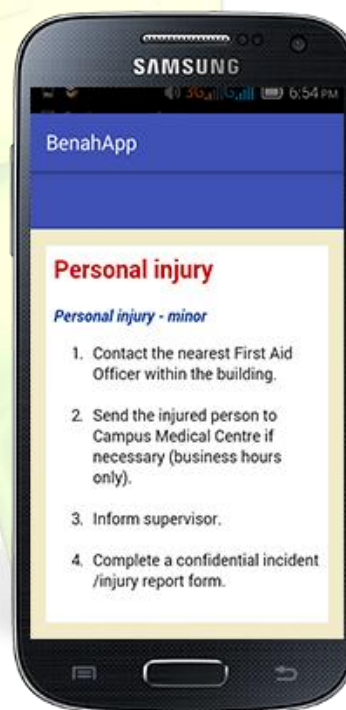 SAMSUNG
3G G 6:54 PM
BenahApp
Personal injury
Personal injury - minor
1. Contact the nearest First Aid
Officer within the building.
2. Send the injured person to
Campus Medical Centre if
necessary (business hours
only).
3. Inform supervisor.
4. Complete a confidential incident
/injury report form.